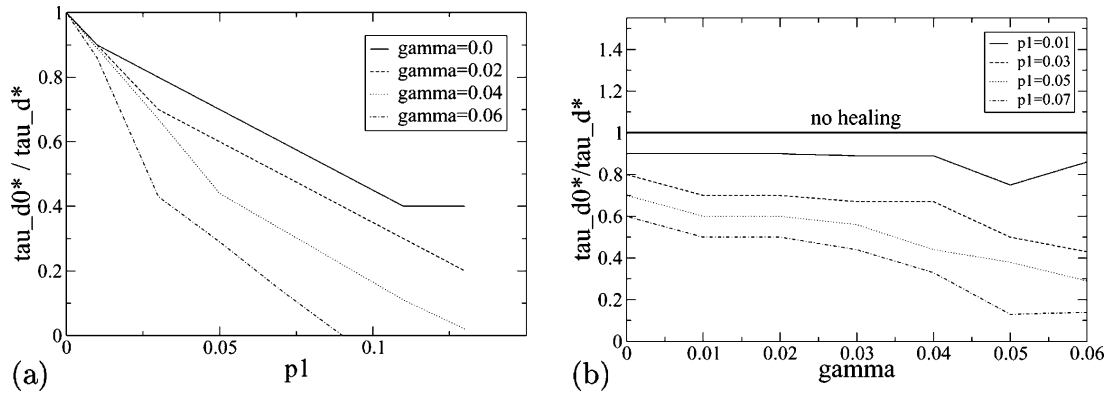 1
0.8
0.6
0.4
0.2
0
tau_d0* / tau_d*
gamma=0.0
gamma=0.02
gamma=0.04
gamma=0.06
0
0.05
0.1
p1
(a)
1.4
1.2
1
0.8
0.6
0.4
0.2
0
tau_d0*/tau_d*
p1=0.01
p1=0.03
p1=0.05
p1=0.07
no healing
0
0.01
0.02
0.03
0.04
0.05
0.06
gamma
(b)